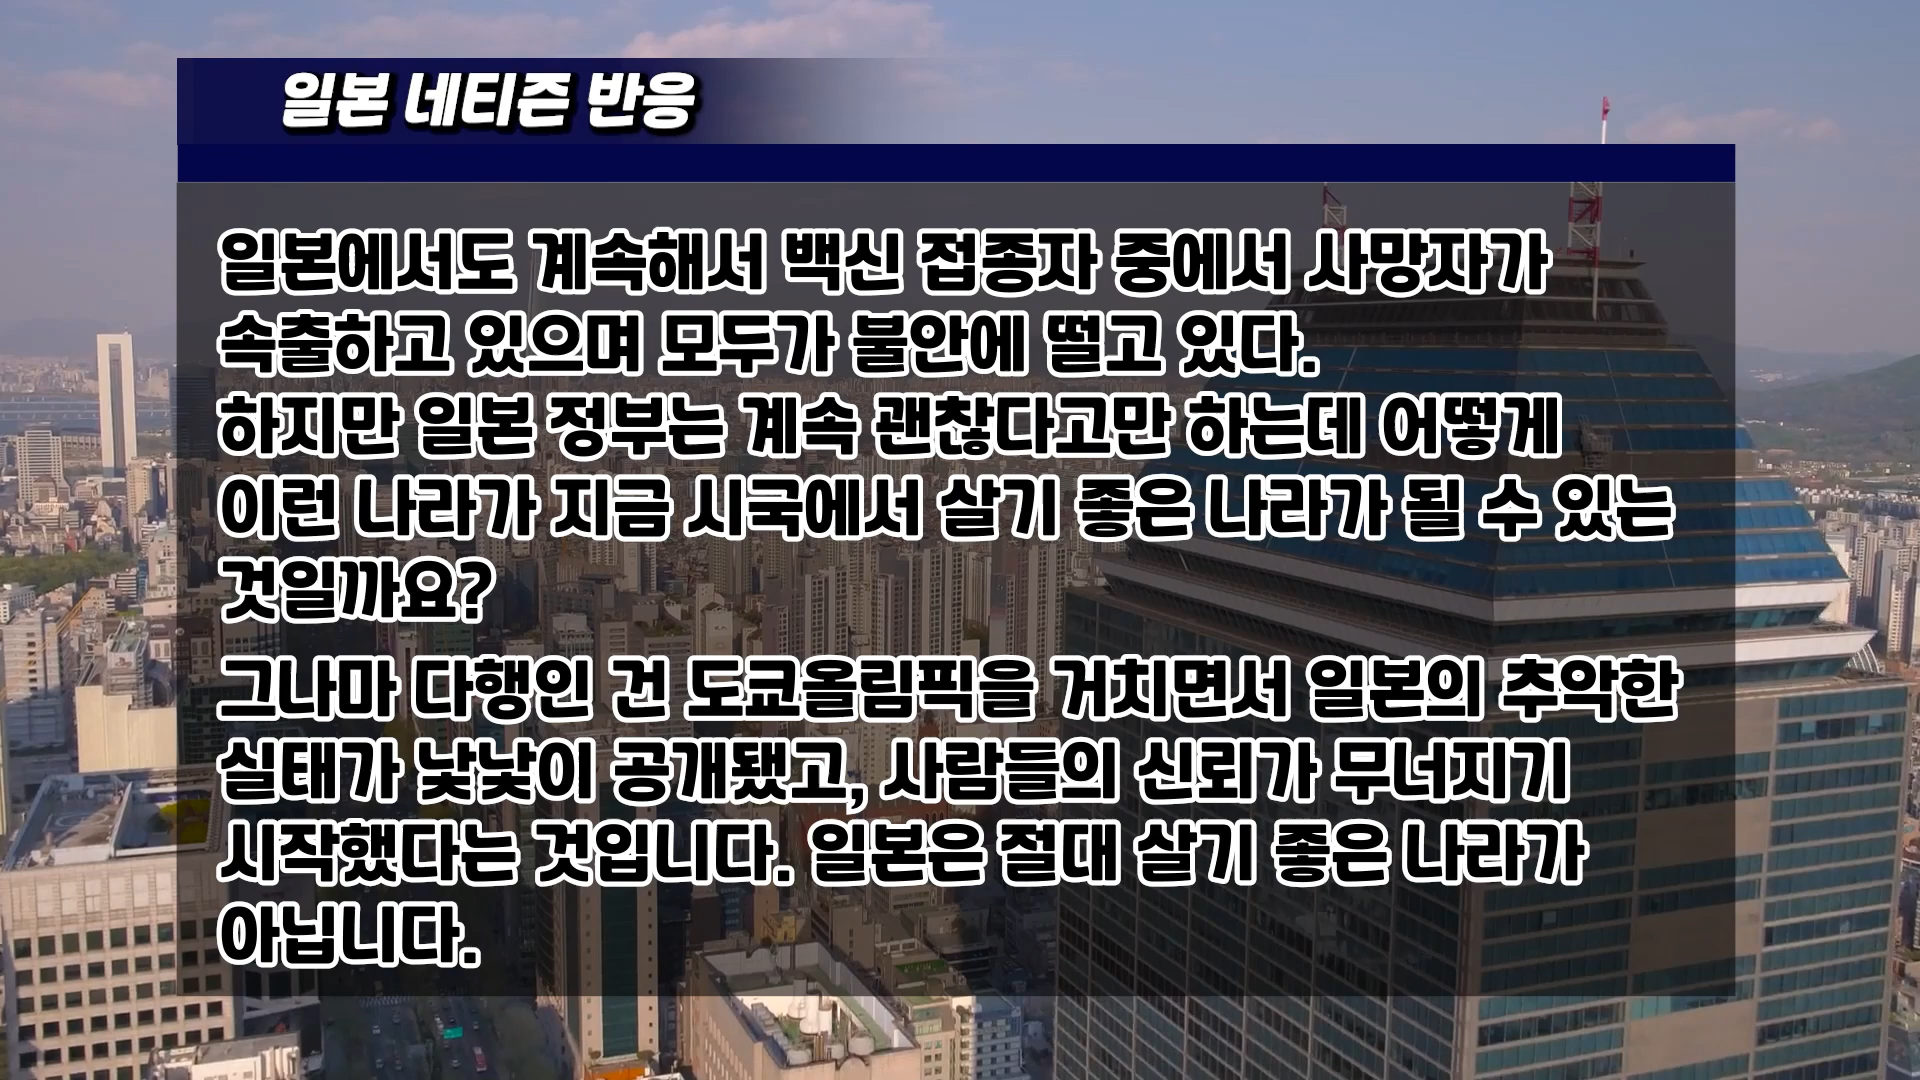 일본 네티즌 반응
일본에서도 계속해서 백신 접종자 중에서 사망자가
속출하고 있으며 모두가 불안에 떨고 있다.
하지만 일본 정부는 계속 괜찮다고만 하는데 어떻게
이런 나라가 지금 시국에서 살기 좋은 나라가 될 수 있는
것일까요?
그나마 다행인 건 도쿄올림픽을 거치면서 일본의 추악한
실태가 낯낯이 공개됐고, 사람들의 신뢰가 무너지기
시작했다는 것입니다. 일본은 절대 살기 좋은 나라가
아닙니다.